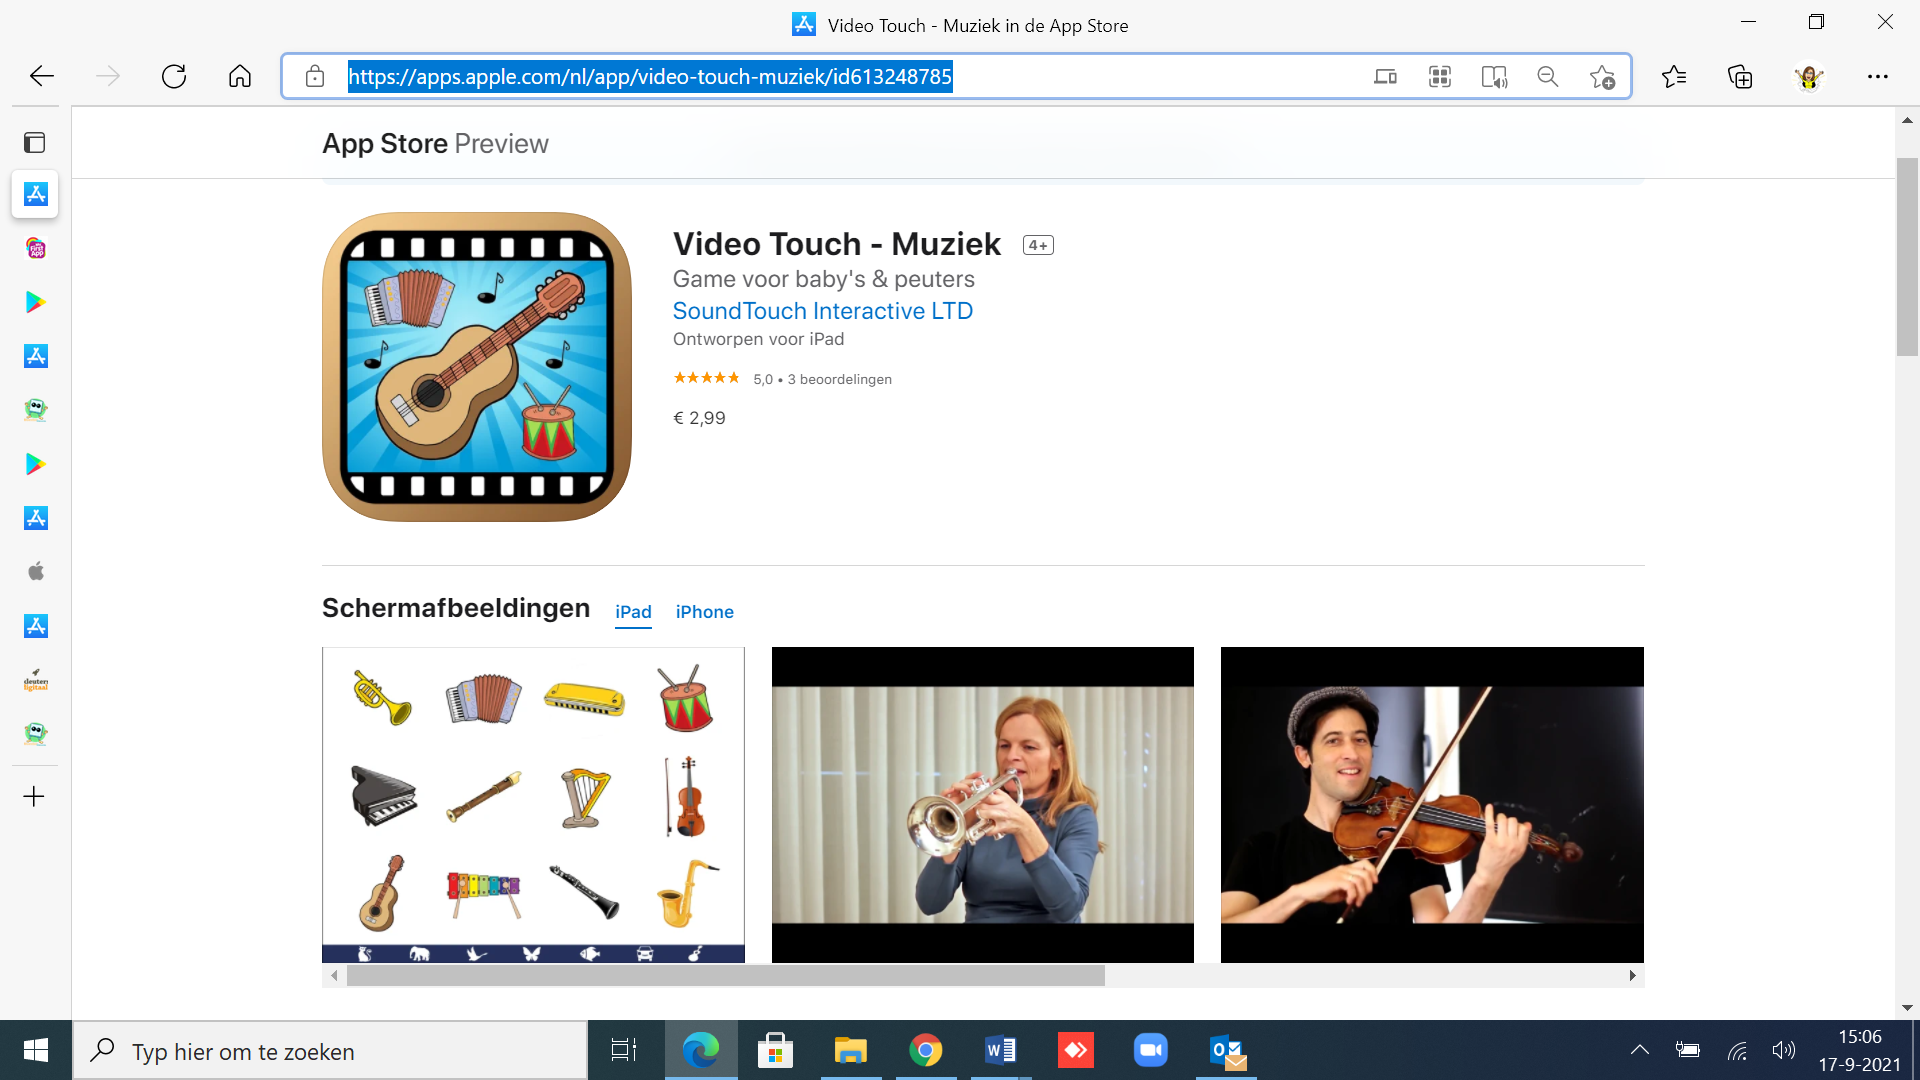 Video Touch - Muziek in de App Store
https://apps.apple.com/nl/app/video-touch-muziek/id613248785
App Store Preview
Video Touch - Muziek 4+
Game voor baby's & peuters
SoundTouch Interactive LTD
Ontworpen voor iPad
5,0 • 3 beoordelingen
€ 2,99
Schermafbeeldingen iPad iPhone
Typ hier om te zoeken
15:06
17-9-2021